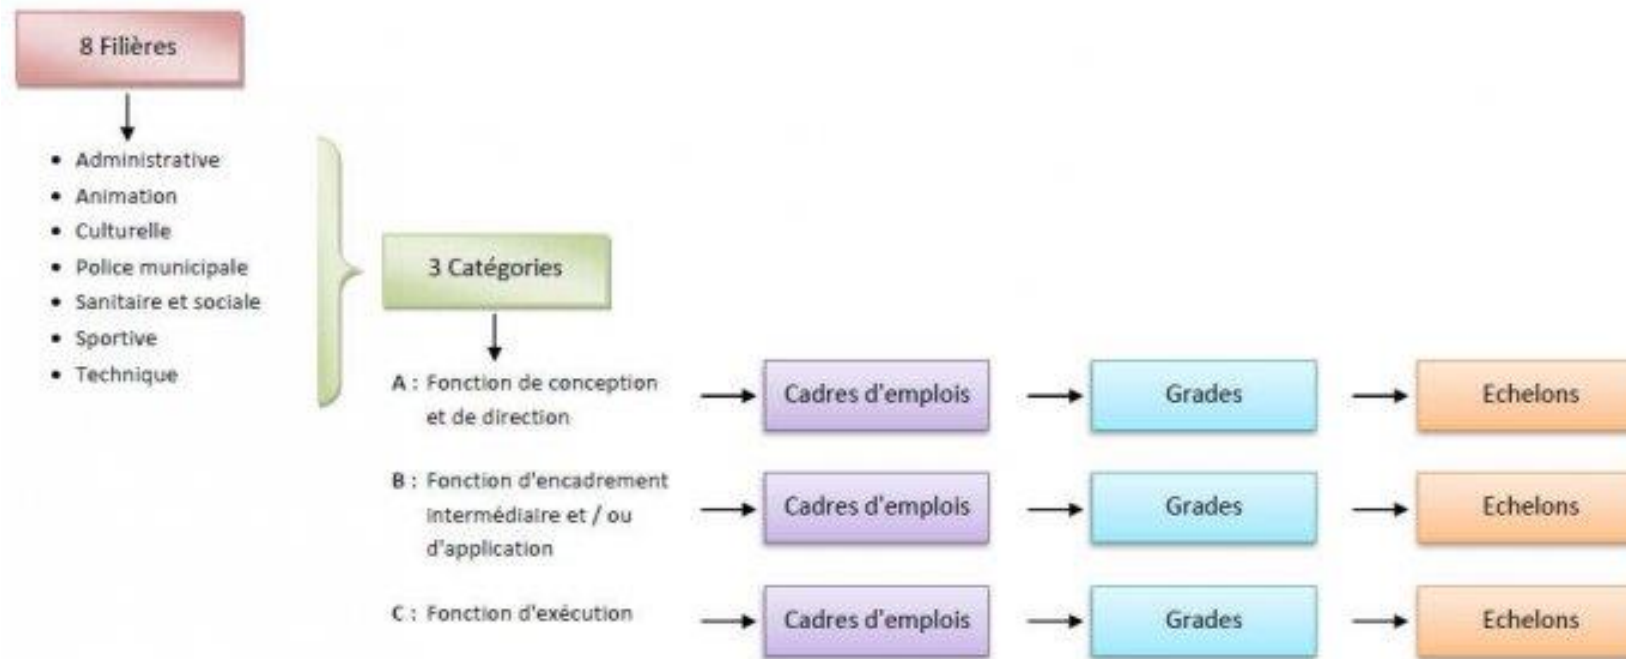 8 Filières
• Administrative
• Animation
• Culturelle
• Police municipale
• Sanitaire et sociale
• Sportive
• Technique
3 Catégories
A : Fonction de conception
et de direction
Cadres d'emplois
Grades
Echelons
B : Fonction d'encadrement
intermédiaire et / ou
d'application
Cadres d'emplois
Grades
Echelons
C : Fonction d'exécution
Cadres d'emplois
Grades
Echelons